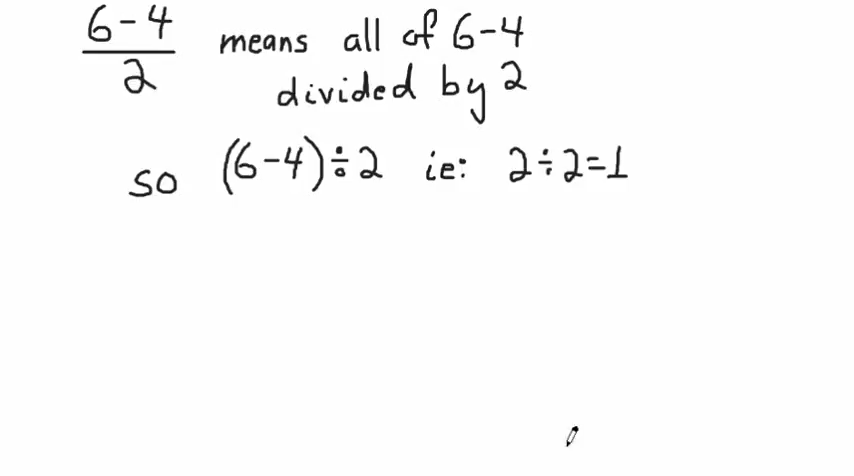 6-4/2 means all of 6-4
divided by 2
so (6-4)÷2 ie: 2÷2=1